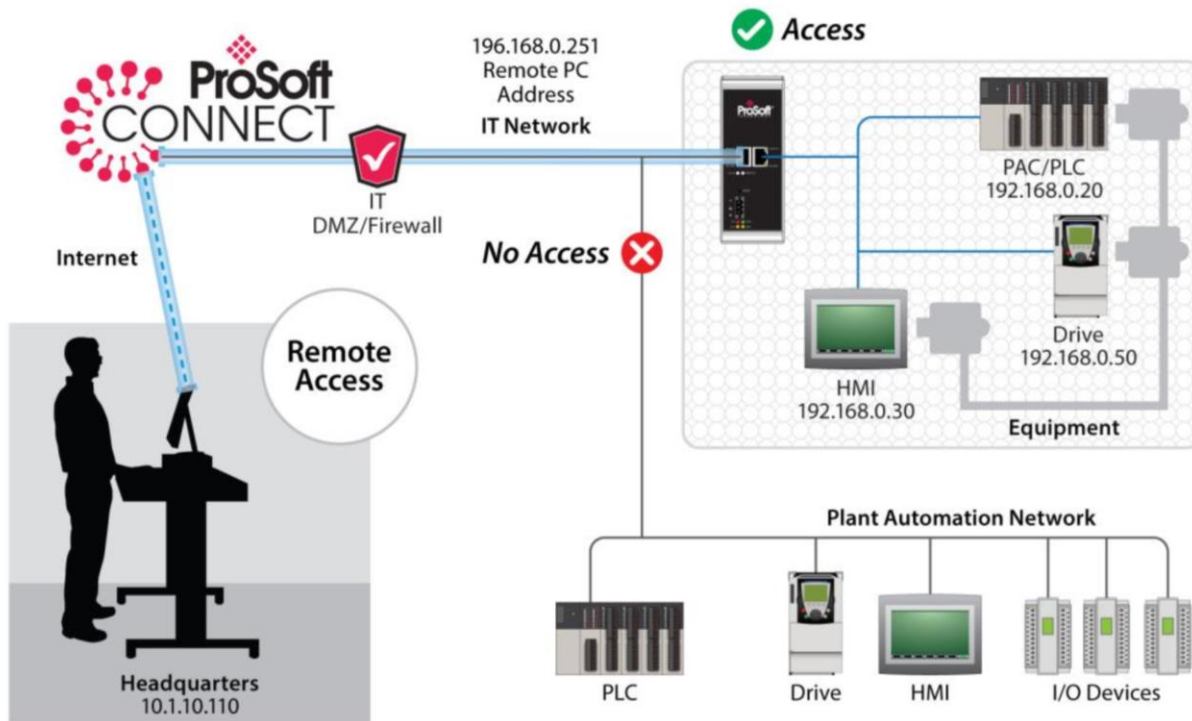 ProSoft
CONNECT
196.168.0.251
Remote PC
Address
IT Network
IT
DMZ/Firewall
Internet
Remote
Access
Headquarters
10.1.10.110
Access
No Access
ProSoft
PAC/PLC
192.168.0.20
Drive
192.168.0.50
HMI
192.168.0.30
Equipment
Plant Automation Network
PLC
Drive
HMI
I/O Devices